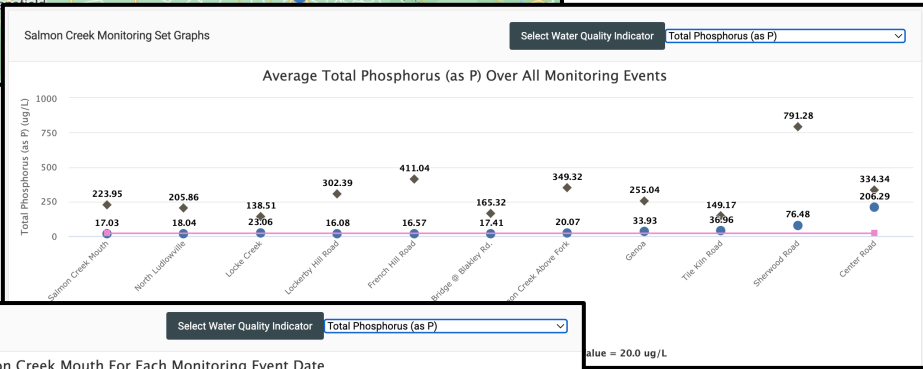 Salmon Creek Monitoring Set Graphs
Select Water Quality Indicator Total Phosphorus (as P)
Average Total Phosphorus (as P) Over All Monitoring Events
Total Phosphorus (as P) (ug/L)
1000
750
500
250
0
223.95 205.86 138.51 302.39 411.04 165.32 349.32 255.04 149.17 791.28 334.34
17.03 18.04 23.06 16.08 16.57 17.41 20.07 33.93 36.96 76.48 206.29
Salmon Creek Mouth
North Ludlowville
Locke Creek
Lockerby Hill Road
French Hill Road
Bridge @ Blakley Rd.
Creek Above Fork
Genoa
Tile Kiln Road
Sherwood Road
Center Road
= 20.0 ug/L
Select Water Quality Indicator Total Phosphorus (as P)
Creek Mouth For Each Monitoring Event Date